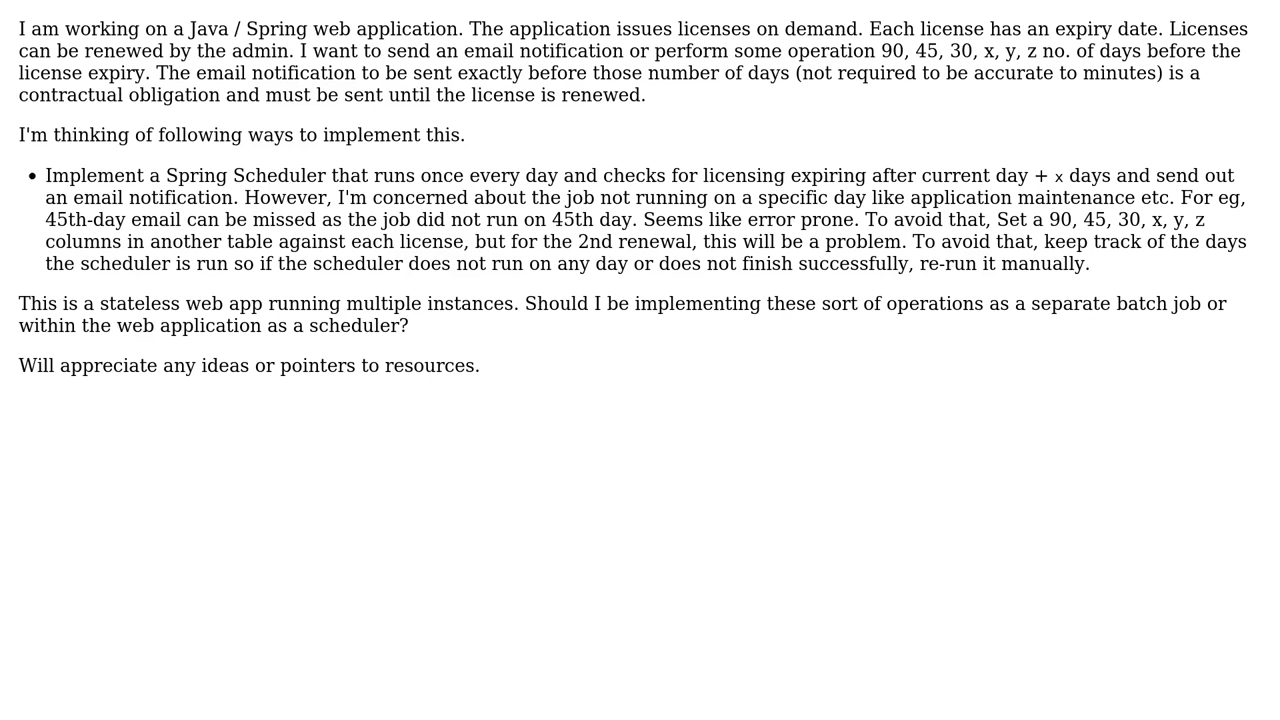 I am working on a Java / Spring web application. The application issues licenses on demand. Each license has an expiry date. Licenses
can be renewed by the admin. I want to send an email notification or perform some operation 90, 45, 30, x, y, z no. of days before the
license expiry. The email notification to be sent exactly before those number of days (not required to be accurate to minutes) is a
contractual obligation and must be sent until the license is renewed.
I'm thinking of following ways to implement this.
• Implement a Spring Scheduler that runs once every day and checks for licensing expiring after current day + x days and send out
an email notification. However, I'm concerned about the job not running on a specific day like application maintenance etc. For eg,
45th-day email can be missed as the job did not run on 45th day. Seems like error prone. To avoid that, Set a 90, 45, 30, x, y, z
columns in another table against each license, but for the 2nd renewal, this will be a problem. To avoid that, keep track of the days
the scheduler is run so if the scheduler does not run on any day or does not finish successfully, re-run it manually.
This is a stateless web app running multiple instances. Should I be implementing these sort of operations as a separate batch job or
within the web application as a scheduler?
Will appreciate any ideas or pointers to resources.